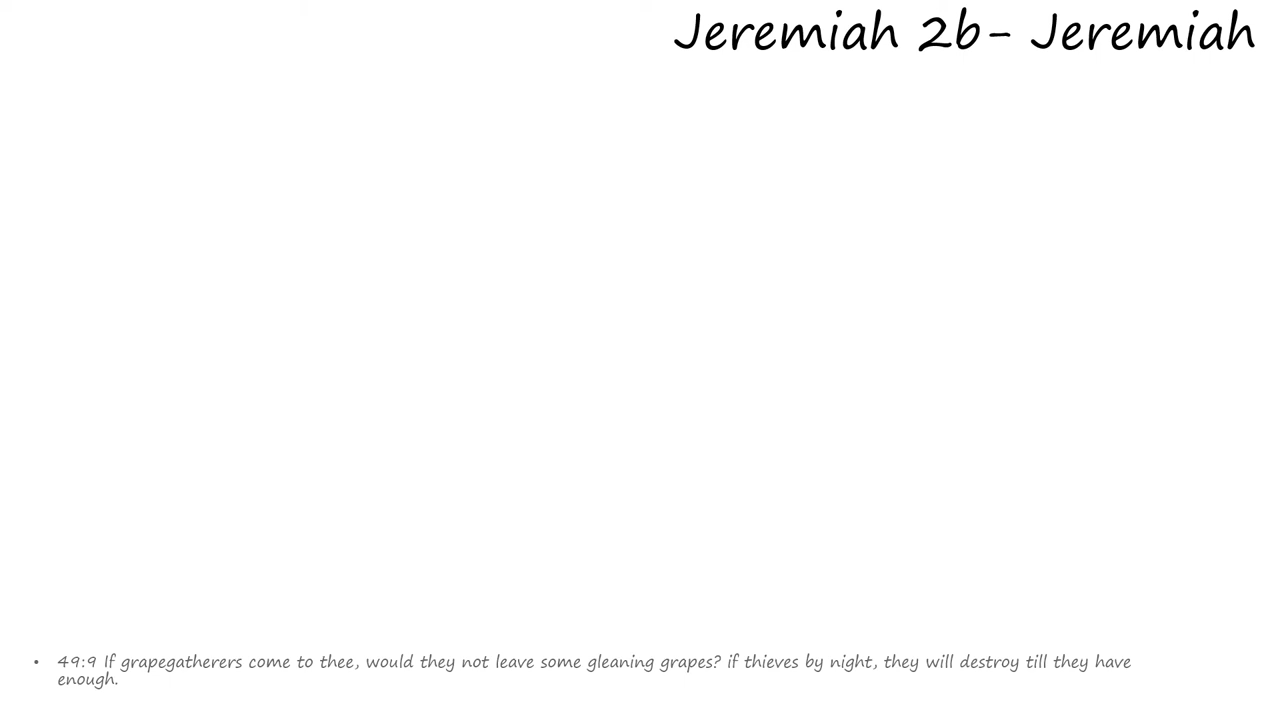 Jeremiah 2b- Jeremiah
• 49:9 If grapegatherers come to thee, would they not leave some gleaning grapes? if thieves by night, they will destroy till they have
enough.